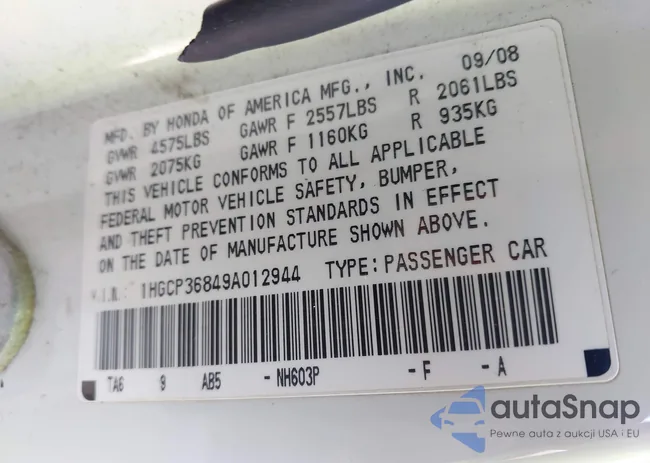 MFD. BY HONDA OF AMERICA MFG., INC. 09/08
GVWR 4575LBS GAWR F 2557LBS R 2061LBS
GVWR 2075KG GAWR F 1160KG R 935KG
THIS VEHICLE CONFORMS TO ALL APPLICABLE
FEDERAL MOTOR VEHICLE SAFETY, BUMPER,
AND THEFT PREVENTION STANDARDS IN EFFECT
ON THE DATE OF MANUFACTURE SHOWN ABOVE.
V.I.N.: 1HGCP36849A012944 TYPE: PASSENGER CAR
TA6 9 AB5 - NH603P - F - A
autaSnap
Pewne auta z aukcji USA i EU